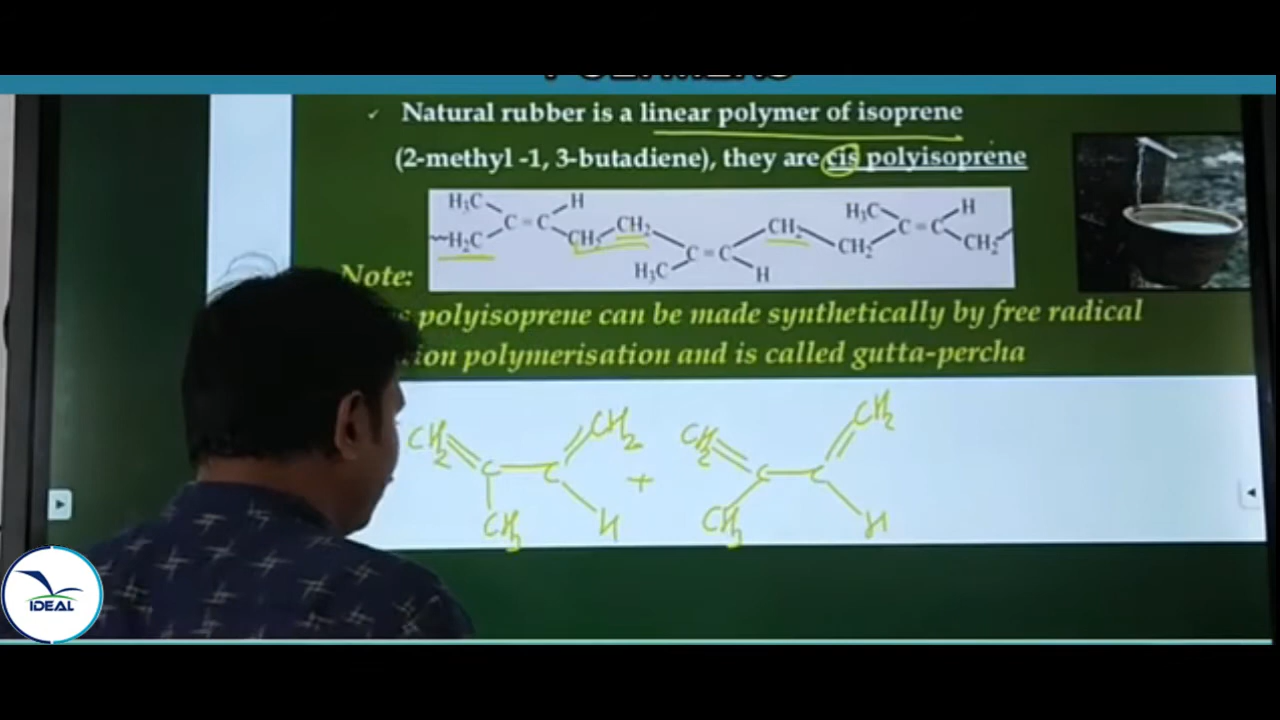 ✓ Natural rubber is a linear polymer of isoprene
(2-methyl -1, 3-butadiene), they are cis polyisoprene
H₃C H H₃C H
C=C CH₂ CH₂ C=C
~H₂C CH₂ C=C CH₂ CH₂
H₃C H
Note:
polyisoprene can be made synthetically by free radical
polymerisation and is called gutta-percha
CH₂ CH₂ CH₂ CH₂
C C + C C
CH₃ H CH₃ H
IDEAL